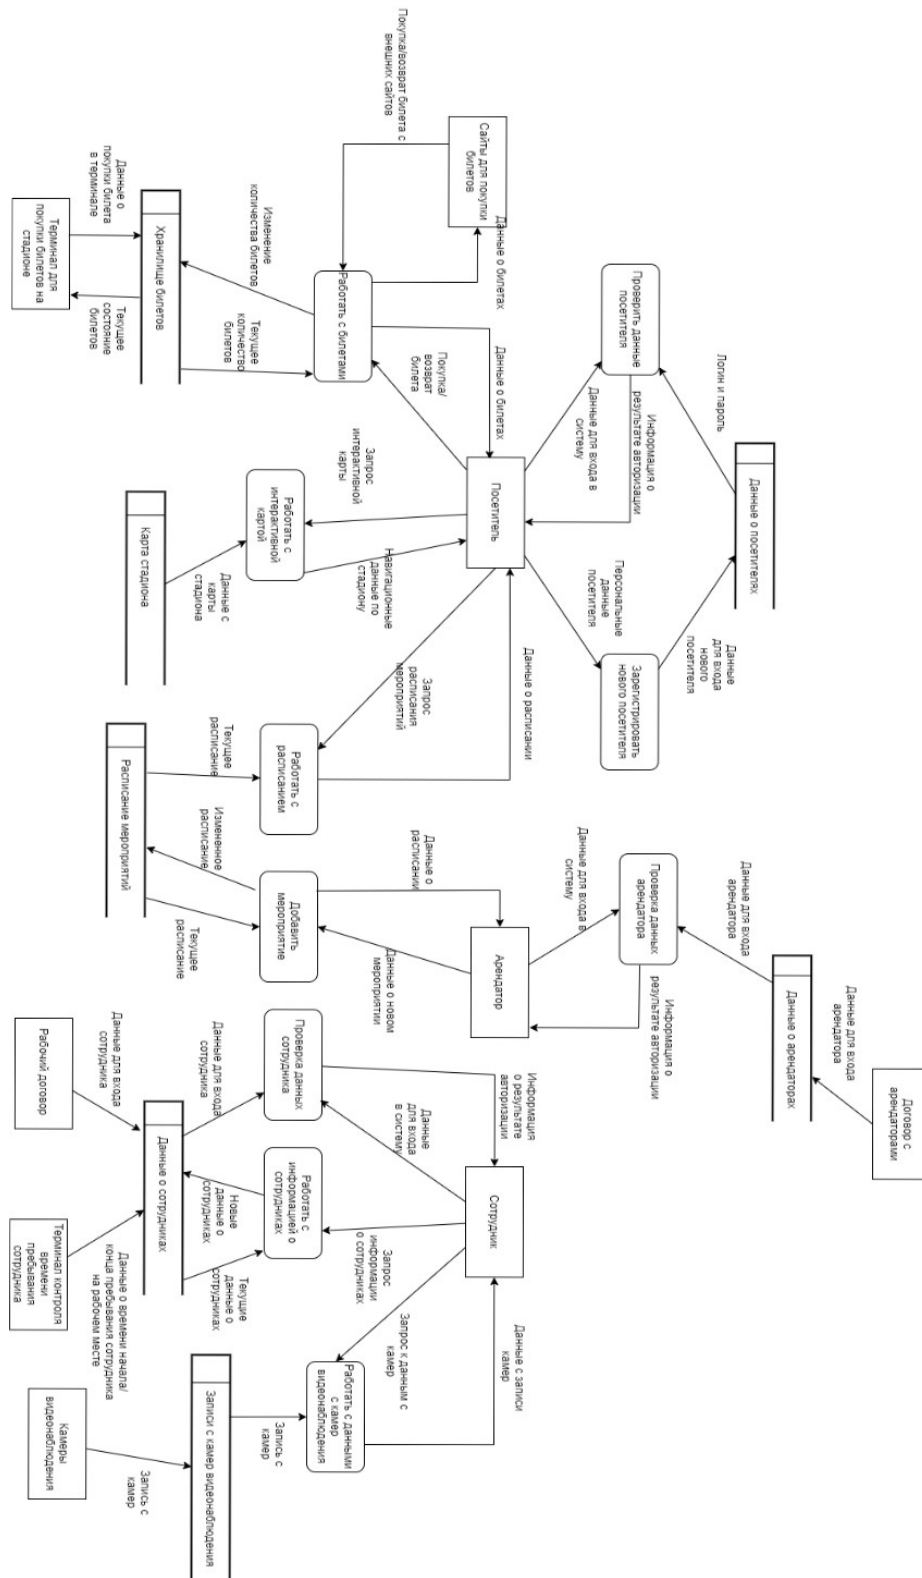 Договор с
арендаторами
Данные для входа
арендатора
Данные о посетителях
Данные о арендаторах
Логин и пароль
Данные
для входа
нового
посетителя
Данные для входа
арендатора
Проверить данные
посетителя
Зарегистрировать
нового посетителя
Проверка данных
арендатора
Информация о
результате авторизации
Информация о
результате авторизации
Данные для входа в
систему
Персональные
данные
посетителя
Данные для входа в
систему
Сайты для покупки
билетов
Данные о билетах
Данные о билетах
Посетитель
Данные о расписании
Арендатор
Информация
о результате
авторизации
Сотрудник
Данные с записи
камер
Покупка/возврат билета с
внешних сайтов
Покупка/
возврат
билета
Запрос
интерактивной
карты
Навигационные
данные по
стадиону
Запрос
расписания
мероприятий
Данные о
расписании
Данные о новом
мероприятии
Данные
для входа
в систему
Запрос
информации
о сотрудниках
Запрос к данным с
камер
Работать с билетами
Работать с
интерактивной
картой
Работать с
расписанием
Добавить
мероприятие
Проверка данных
сотрудника
Работать с
информацией о
сотрудниках
Работать с данными
с камер
видеонаблюдения
Изменение
количества билетов
Текущее
количество
билетов
Данные с
карты
стадиона
Текущее
расписание
Измененное
расписание
Текущее
расписание
Данные для входа
сотрудника
Новые
данные о
сотрудниках
Текущие
данные о
сотрудниках
Запись с
камер
Хранилище билетов
Карта стадиона
Расписание мероприятий
Данные о сотрудниках
Записи с камер видеонаблюдения
Данные о
покупки билета
в терминале
Текущее
состояние
билетов
Данные для входа
сотрудника
Данные о времени начала/
конца пребывания сотрудника
на рабочем месте
Запись с
камер
Терминал для
покупки билетов на
стадионе
Рабочий договор
Терминал контроля
времени
пребывания
сотрудника
Камеры
видеонаблюдения